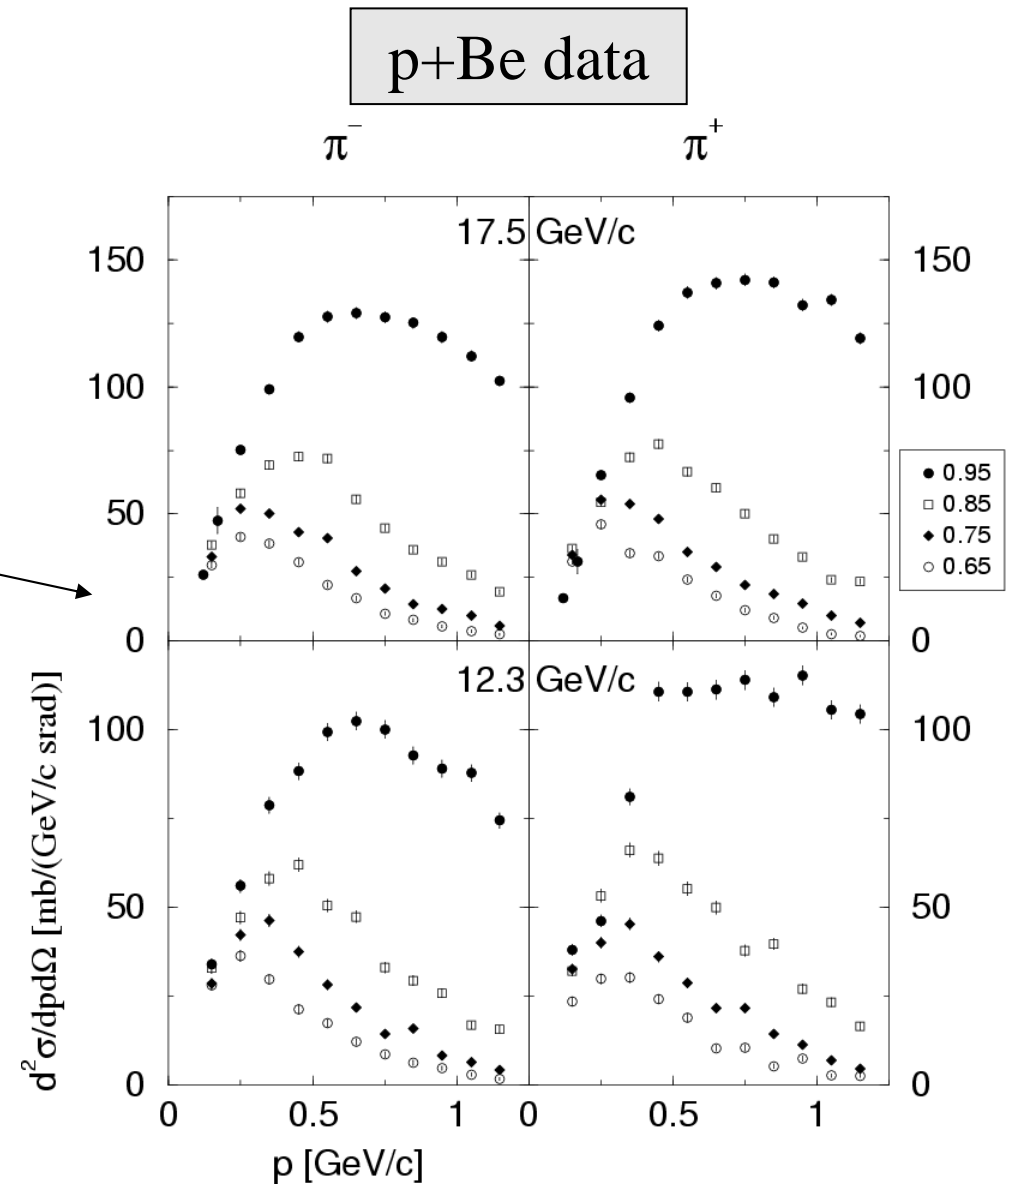 p+Be data
π⁻ π⁺
17.5 GeV/c
150 150
100 100
50 50
0 0
0.95
0.85
0.75
0.65
12.3 GeV/c
100 100
50 50
0 0
d²σ/dpdΩ [mb/(GeV/c srad)]
0 0.5 1 0 0.5 1
p [GeV/c]